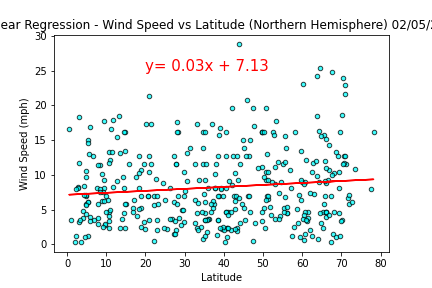 ear Regression - Wind Speed vs Latitude (Northern Hemisphere) 02/05/2
y= 0.03x + 7.13
30
25
20
15
10
5
0
Wind Speed (mph)
0 10 20 30 40 50 60 70 80
Latitude